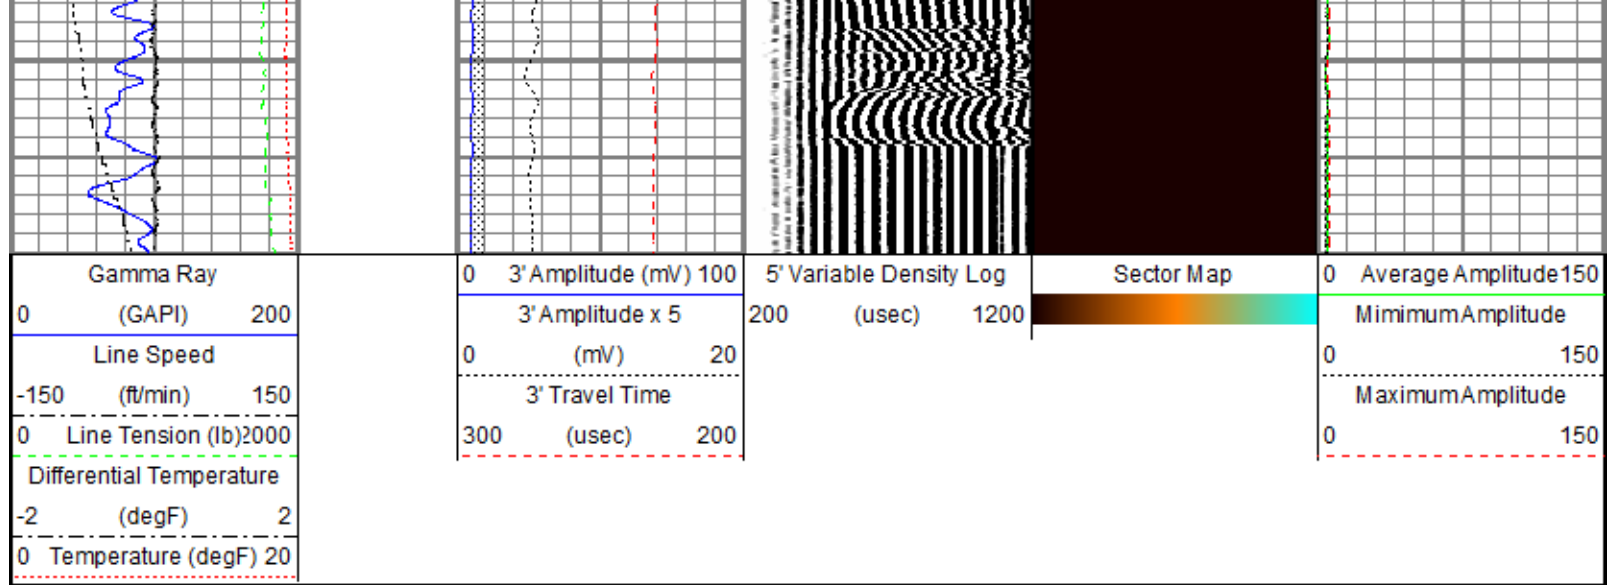 Gamma Ray
0 (GAPI) 200
Line Speed
-150 (ft/min) 150
0 Line Tension (lb) 2000
Differential Temperature
-2 (degF) 2
0 Temperature (degF) 20
0 3' Amplitude (mV) 100
3' Amplitude x 5
0 (mV) 20
3' Travel Time
300 (usec) 200
5' Variable Density Log
200 (usec) 1200
Sector Map
0 Average Amplitude 150
Mimimum Amplitude
0 150
Maximum Amplitude
0 150